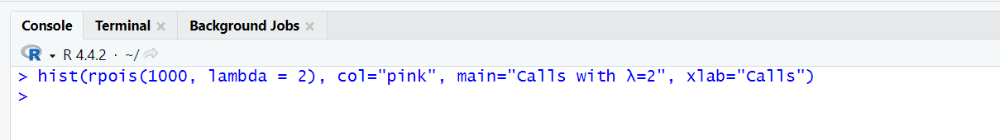 Console Terminal Background Jobs
R R 4.4.2 · ~/
> hist(rpois(1000, lambda = 2), col="pink", main="Calls with λ=2", xlab="Calls")
>